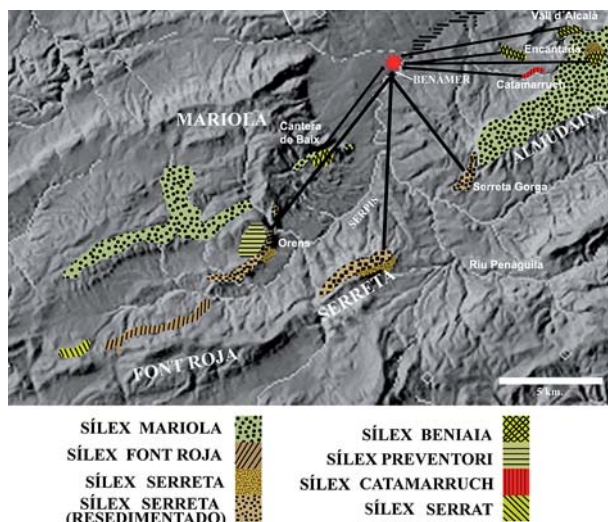 Vall d'Alcalà
Encantada
BENÀMER
Catamarruch
MARIOLA
Cantera
de Baix
ALMUDAINA
Serreta Gorga
SERPIS
Orens
Riu Penàguila
SERRETA
FONT ROJA
5 km.
SÍLEX MARIOLA
SÍLEX FONT ROJA
SÍLEX SERRETA
SÍLEX SERRETA
(RESEDIMENTADO)
SÍLEX BENIAIA
SÍLEX PREVENTORI
SÍLEX CATAMARRUCH
SÍLEX SERRAT